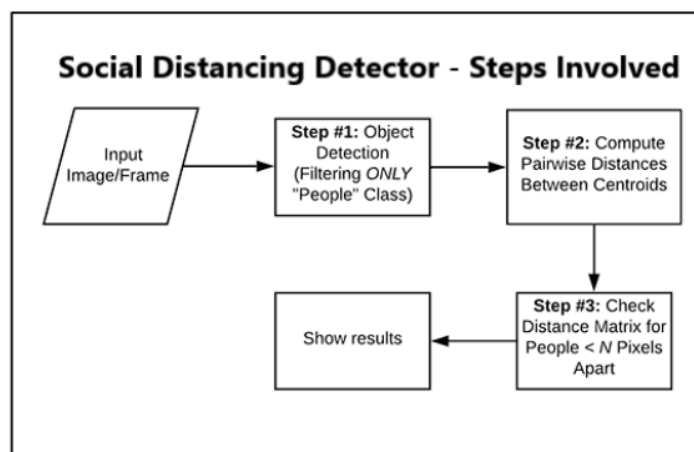 Social Distancing Detector - Steps Involved
Input
Image/Frame
Step #1: Object
Detection
(Filtering ONLY
"People" Class)
Step #2: Compute
Pairwise Distances
Between Centroids
Step #3: Check
Distance Matrix for
People < N Pixels
Apart
Show results